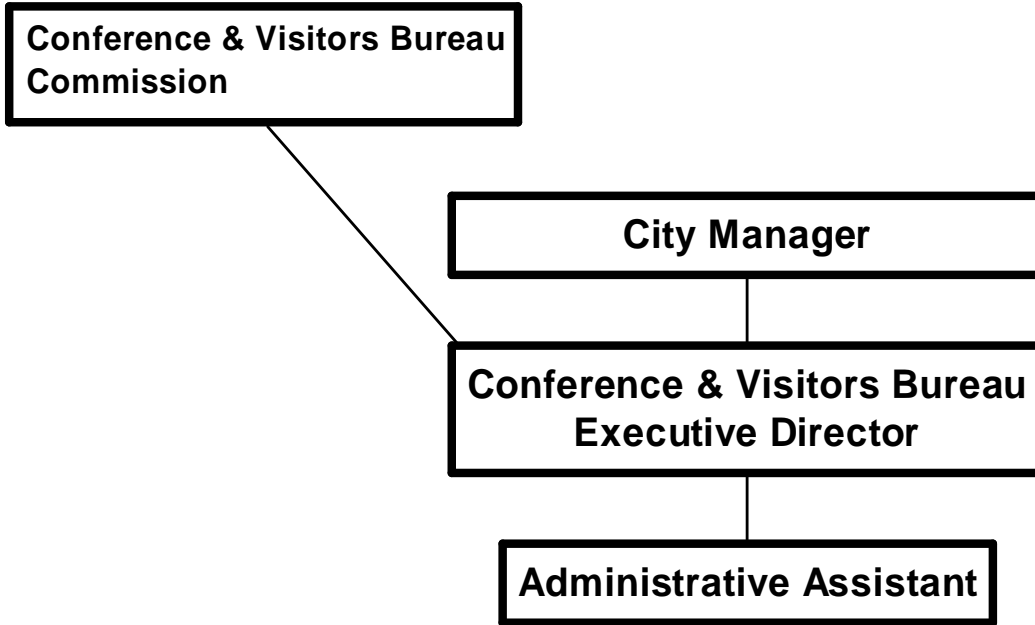 Conference & Visitors Bureau
Commission
City Manager
Conference & Visitors Bureau
Executive Director
Administrative Assistant